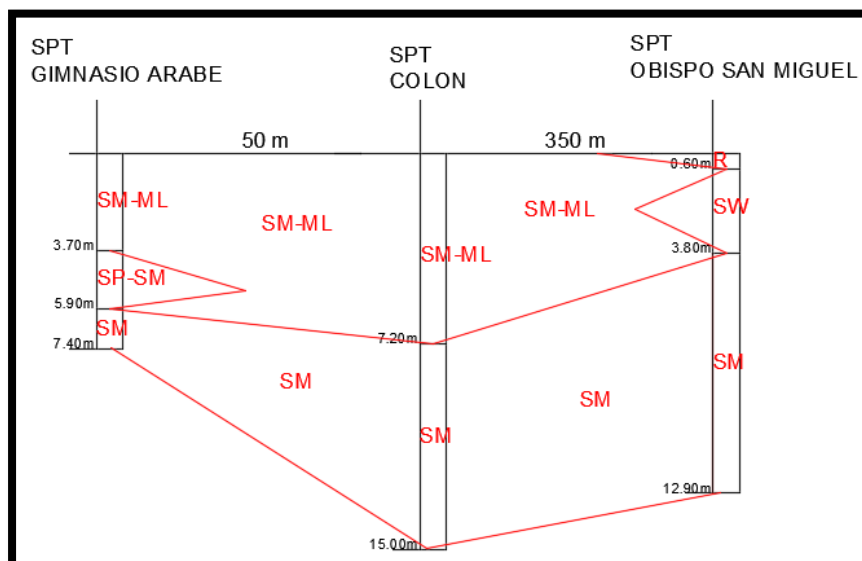 SPT
GIMNASIO ARABE
SPT
COLON
SPT
OBISPO SAN MIGUEL
50 m
350 m
0.60m
R
SM-ML
SM-ML
SM-ML
SW
3.70m
SM-ML
3.80m
SP-SM
5.90m
SM
7.20m
7.40m
SM
SM
SM
SM
12.90m
15.00m